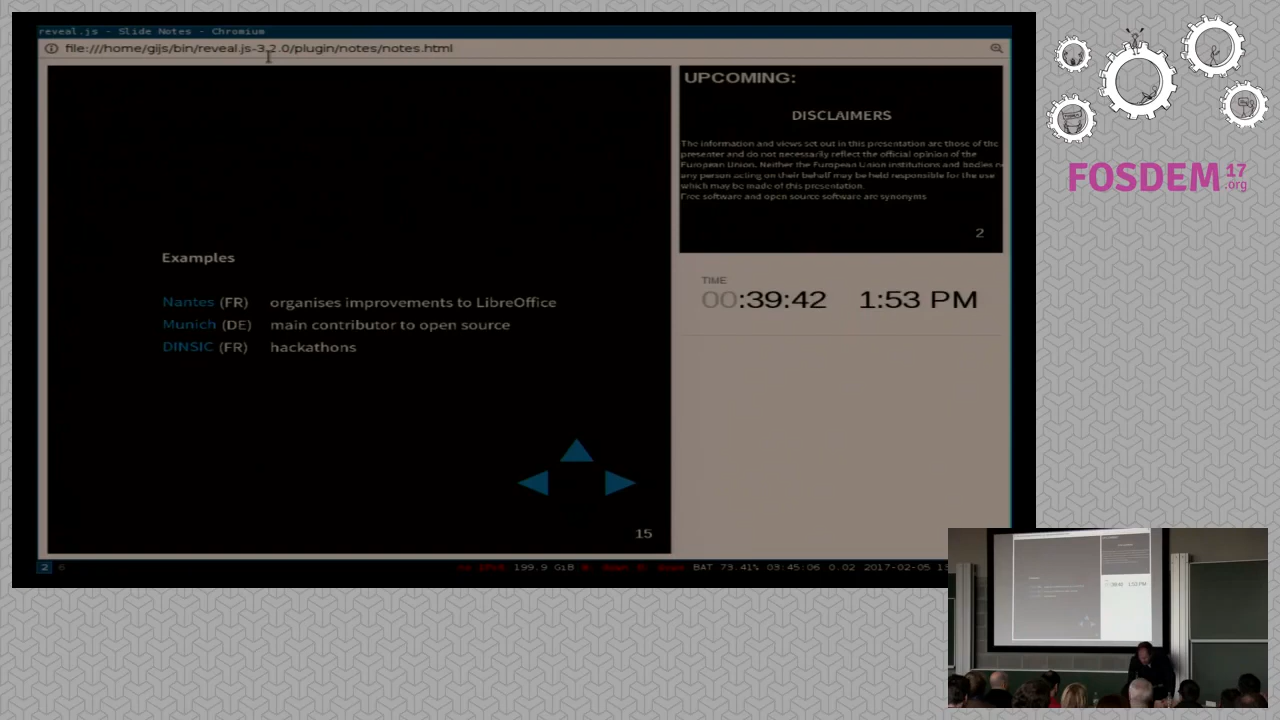 reveal.js - Slide Notes - Chromium
file:///home/gijs/bin/reveal.js-3.2.0/plugin/notes/notes.html
Examples
Nantes (FR) organises improvements to LibreOffice
Munich (DE) main contributor to open source
DINSIC (FR) hackathons
15
UPCOMING:
DISCLAIMERS
The information and views set out in this presentation are those of the
presenter and do not necessarily reflect the official opinion of the
European Union. Neither the European Union institutions and bodies
any person acting on their behalf may be held responsible for the use
which may be made of this presentation.
Free software and open source software are synonyms
2
TIME
00:39:42 1:53 PM
2 6 no IPv6 199.9 GiB W: down E: down BAT 73.41% 03:45:06 0.02 2017-02-05
FOSDEM 17
.org